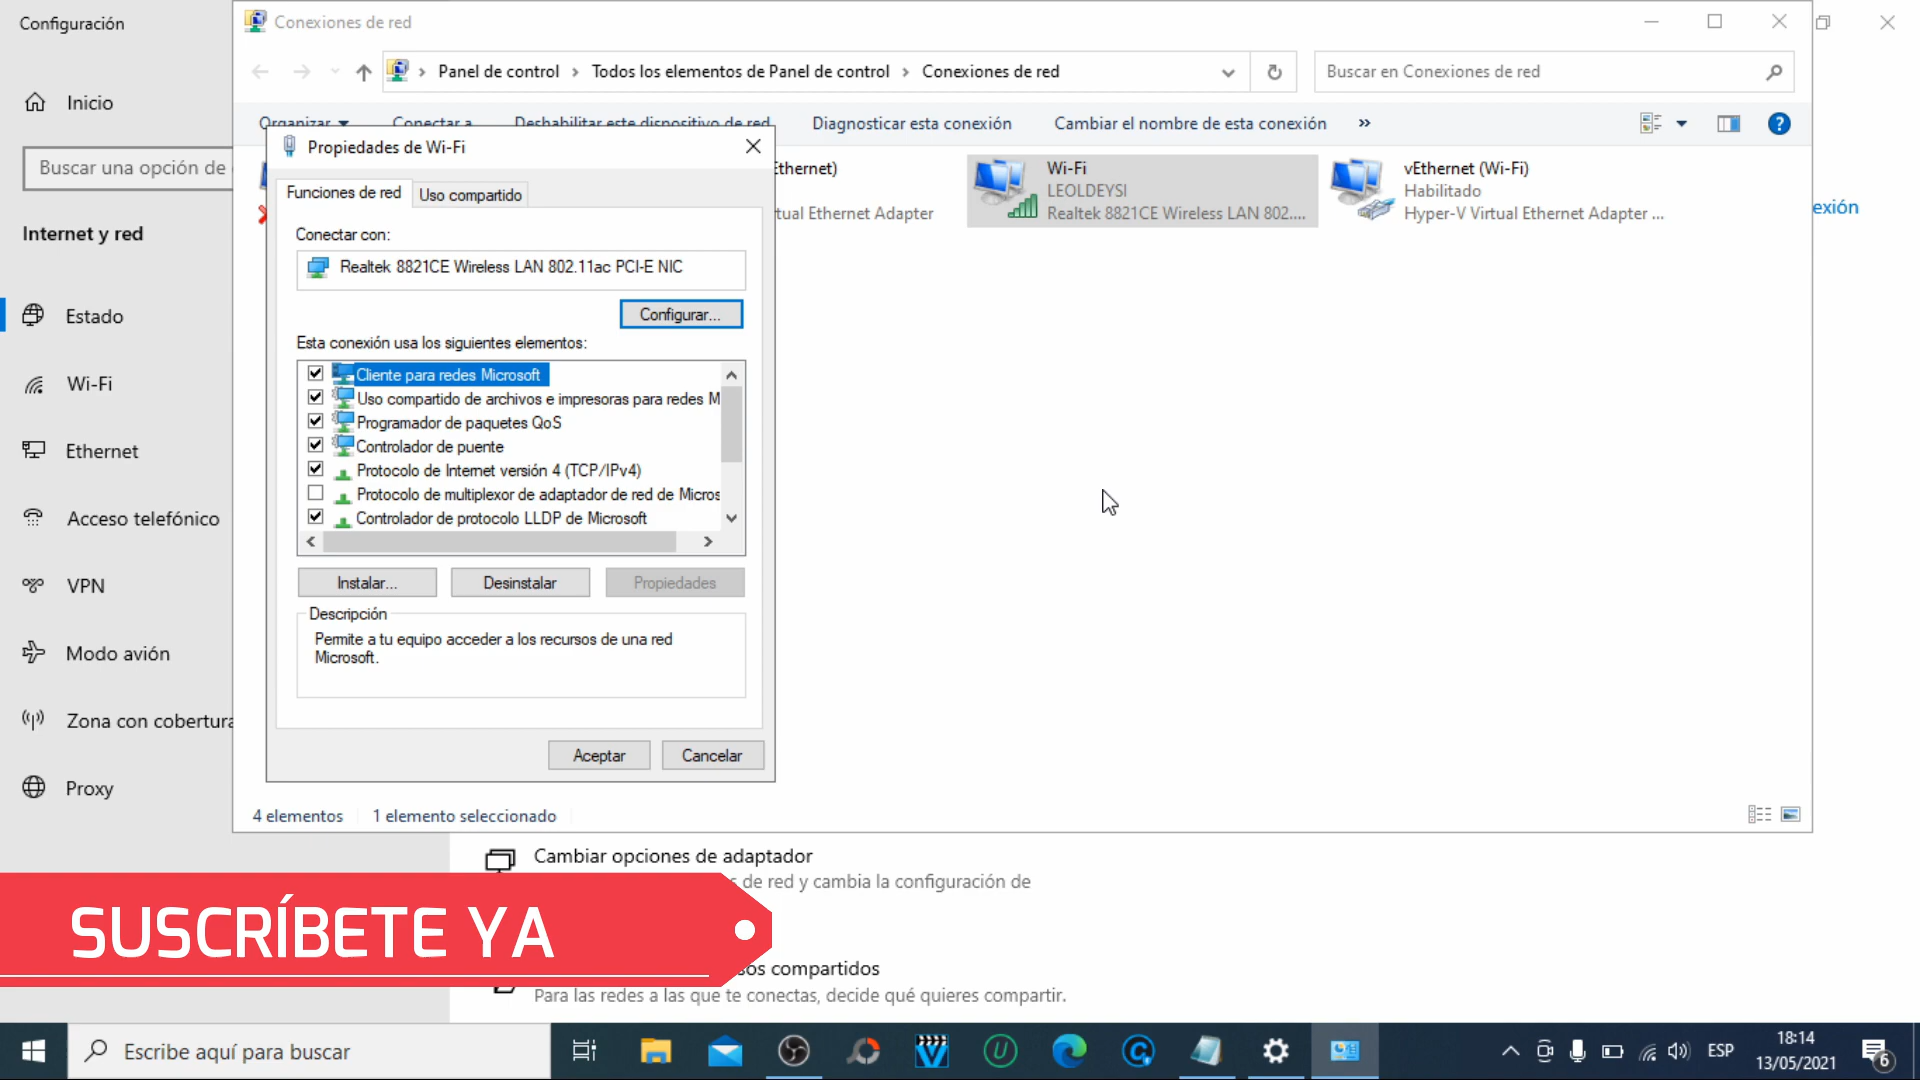 Configuración
Inicio
Buscar una opción de
Internet y red
Estado
Wi-Fi
Ethernet
Acceso telefónico
VPN
Modo avión
Zona con cobertura
Proxy
Conexiones de red
Panel de control
Todos los elementos de Panel de control
Conexiones de red
Buscar en Conexiones de red
Organizar
Conectar a
Deshabilitar este dispositivo de red
Diagnosticar esta conexión
Cambiar el nombre de esta conexión
»
Ethernet)
tual Ethernet Adapter
Wi-Fi
LEOLDEYSI
Realtek 8821CE Wireless LAN 802....
vEthernet (Wi-Fi)
Habilitado
Hyper-V Virtual Ethernet Adapter ...
exión
Propiedades de Wi-Fi
Funciones de red
Uso compartido
Conectar con:
Realtek 8821CE Wireless LAN 802.11ac PCI-E NIC
Configurar...
Esta conexión usa los siguientes elementos:
Cliente para redes Microsoft
Uso compartido de archivos e impresoras para redes M
Programador de paquetes QoS
Controlador de puente
Protocolo de Internet versión 4 (TCP/IPv4)
Protocolo de multiplexor de adaptador de red de Micros
Controlador de protocolo LLDP de Microsoft
Instalar...
Desinstalar
Propiedades
Descripción
Permite a tu equipo acceder a los recursos de una red
Microsoft.
Aceptar
Cancelar
4 elementos
1 elemento seleccionado
Cambiar opciones de adaptador
s de red y cambia la configuración de
SUSCRÍBETE YA
sos compartidos
Para las redes a las que te conectas, decide qué quieres compartir.
Escribe aquí para buscar
ESP
18:14
13/05/2021
6